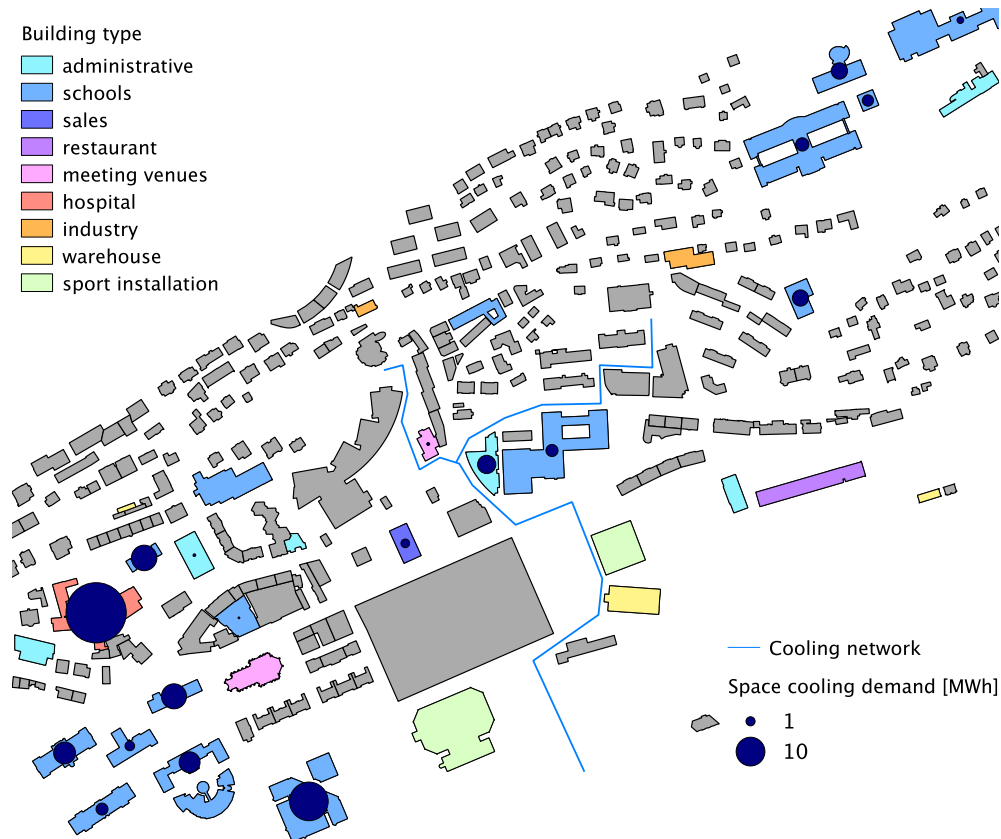 Building type
administrative
schools
sales
restaurant
meeting venues
hospital
industry
warehouse
sport installation
Cooling network
Space cooling demand [MWh]
1
10